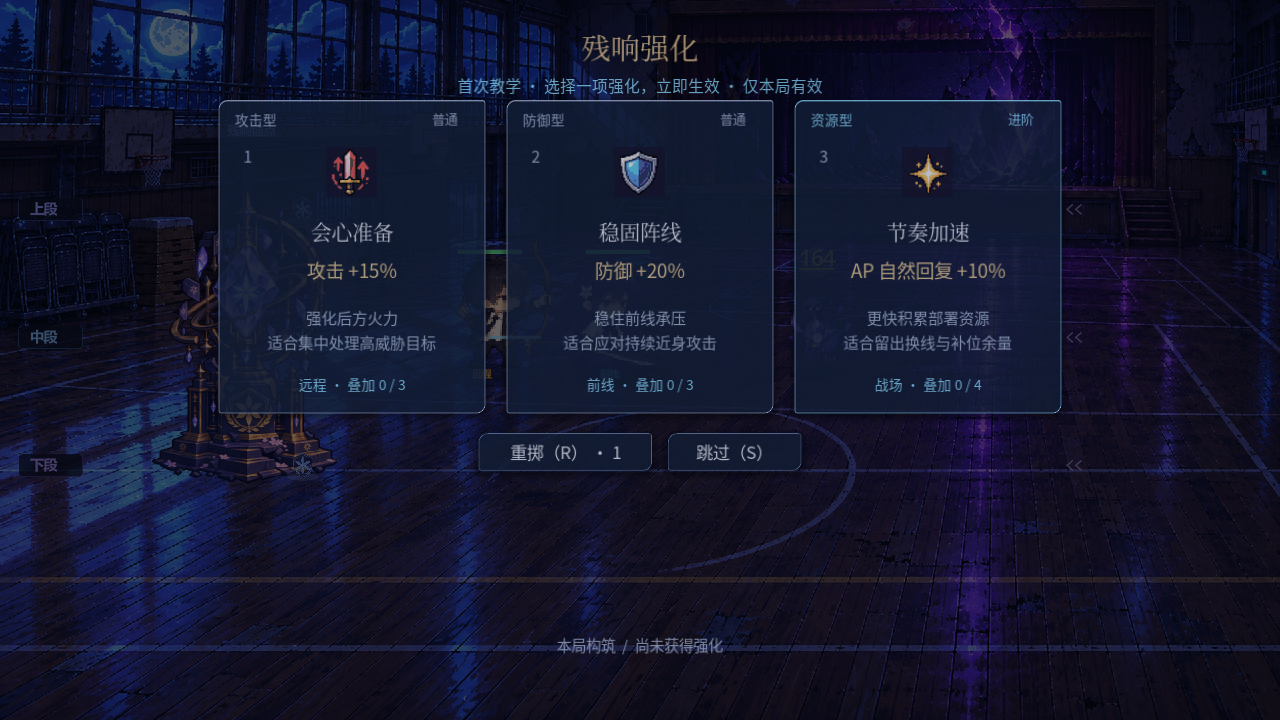 残响强化
首次教学 · 选择一项强化，立即生效 · 仅本局有效
攻击型 普通
1
会心准备
攻击 +15%
强化后方火力
适合集中处理高威胁目标
远程 · 叠加 0 / 3
防御型 普通
2
稳固阵线
防御 +20%
稳住前线承压
适合应对持续近身攻击
前线 · 叠加 0 / 3
资源型 进阶
3
节奏加速
AP 自然回复 +10%
更快积累部署资源
适合留出换线与补位余量
战场 · 叠加 0 / 4
上段
<<
164
中段
<<
下段
<<
重掷（R） · 1
跳过（S）
本局构筑 / 尚未获得强化